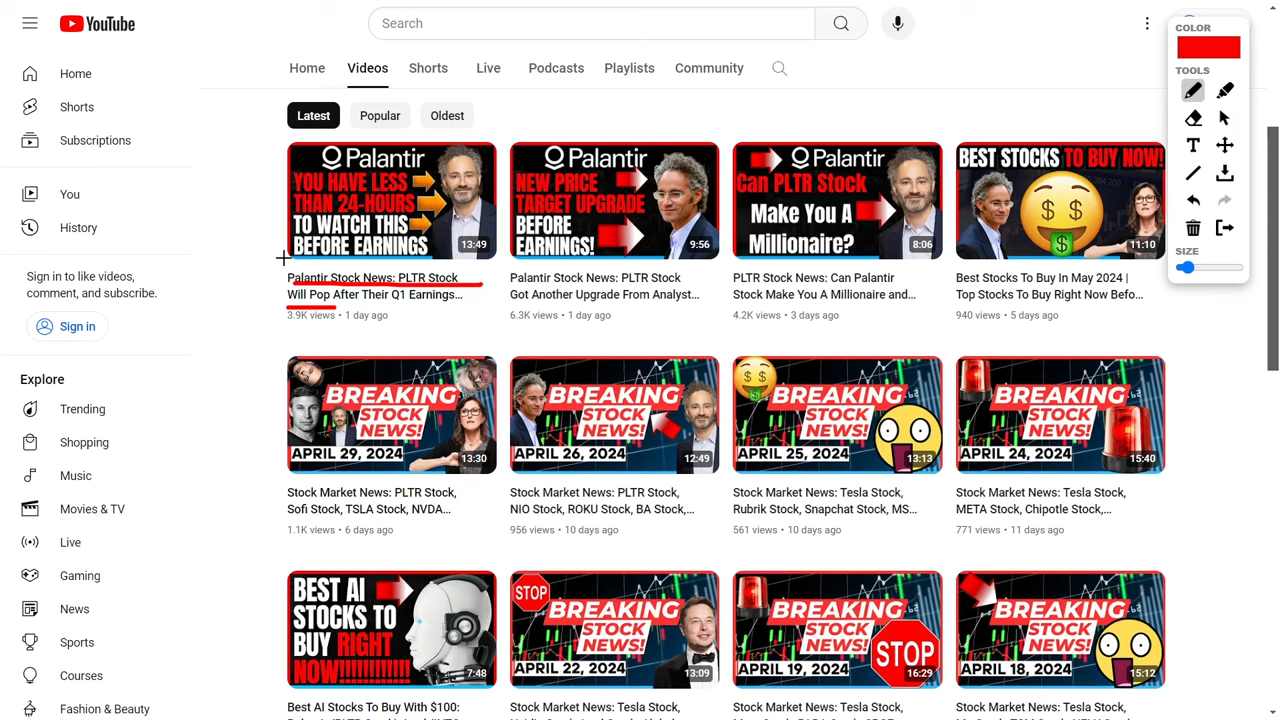 YouTube
Search
COLOR
TOOLS
T
SIZE
Home
Shorts
Subscriptions
You
History
Sign in to like videos,
comment, and subscribe.
Sign in
Explore
Trending
Shopping
Music
Movies & TV
Live
Gaming
News
Sports
Courses
Fashion & Beauty
Home Videos Shorts Live Podcasts Playlists Community
Latest Popular Oldest
Palantir
YOU HAVE LESS
THAN 24-HOURS
TO WATCH THIS
BEFORE EARNINGS
13:49
Palantir Stock News: PLTR Stock
Will Pop After Their Q1 Earnings...
3.9K views • 1 day ago
Palantir
NEW PRICE
TARGET UPGRADE
BEFORE
EARNINGS!
9:56
Palantir Stock News: PLTR Stock
Got Another Upgrade From Analyst...
6.3K views • 1 day ago
Palantir
Can PLTR Stock
Make You A
Millionaire?
8:06
PLTR Stock News: Can Palantir
Stock Make You A Millionaire and...
4.2K views • 3 days ago
BEST STOCKS TO BUY NOW!
11:10
Best Stocks To Buy In May 2024 |
Top Stocks To Buy Right Now Befo...
940 views • 5 days ago
BREAKING
STOCK
NEWS!
APRIL 29, 2024
13:30
Stock Market News: PLTR Stock,
Sofi Stock, TSLA Stock, NVDA...
1.1K views • 6 days ago
BREAKING
STOCK
NEWS!
APRIL 26, 2024
12:49
Stock Market News: PLTR Stock,
NIO Stock, ROKU Stock, BA Stock,...
956 views • 10 days ago
BREAKING
STOCK
NEWS!
APRIL 25, 2024
13:13
Stock Market News: Tesla Stock,
Rubrik Stock, Snapchat Stock, MS...
561 views • 10 days ago
BREAKING
STOCK
NEWS!
APRIL 24, 2024
15:40
Stock Market News: Tesla Stock,
META Stock, Chipotle Stock,...
771 views • 11 days ago
BEST AI
STOCKS TO
BUY RIGHT
NOW!!!!!!!!!!!!!!
7:48
Best AI Stocks To Buy With $100:
STOP
BREAKING
STOCK
NEWS!
APRIL 22, 2024
13:09
Stock Market News: Tesla Stock,
BREAKING
STOCK
NEWS!
APRIL 19, 2024
STOP
16:29
Stock Market News: Tesla Stock,
BREAKING
STOCK
NEWS!
APRIL 18, 2024
15:12
Stock Market News: Tesla Stock,